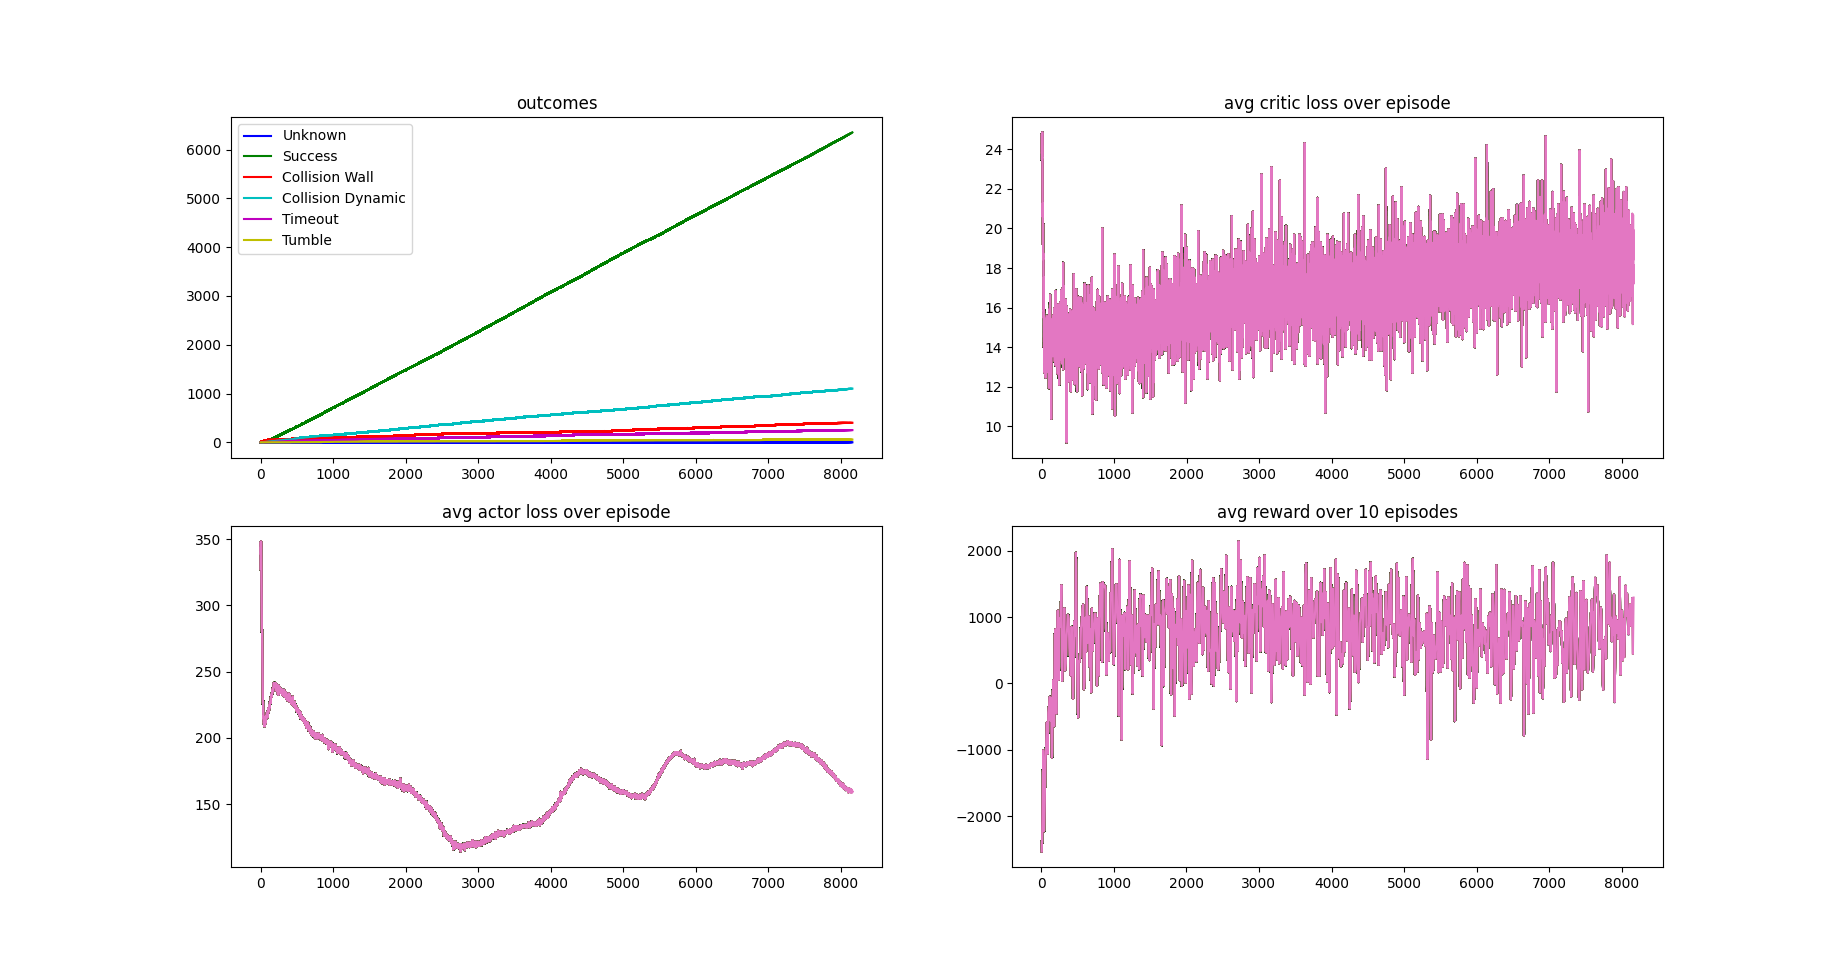 outcomes
6000
5000
4000
3000
2000
1000
0
Unknown
Success
Collision Wall
Collision Dynamic
Timeout
Tumble
0 1000 2000 3000 4000 5000 6000 7000 8000
avg critic loss over episode
24
22
20
18
16
14
12
10
0 1000 2000 3000 4000 5000 6000 7000 8000
avg actor loss over episode
350
300
250
200
150
0 1000 2000 3000 4000 5000 6000 7000 8000
avg reward over 10 episodes
2000
1000
0
−1000
−2000
0 1000 2000 3000 4000 5000 6000 7000 8000